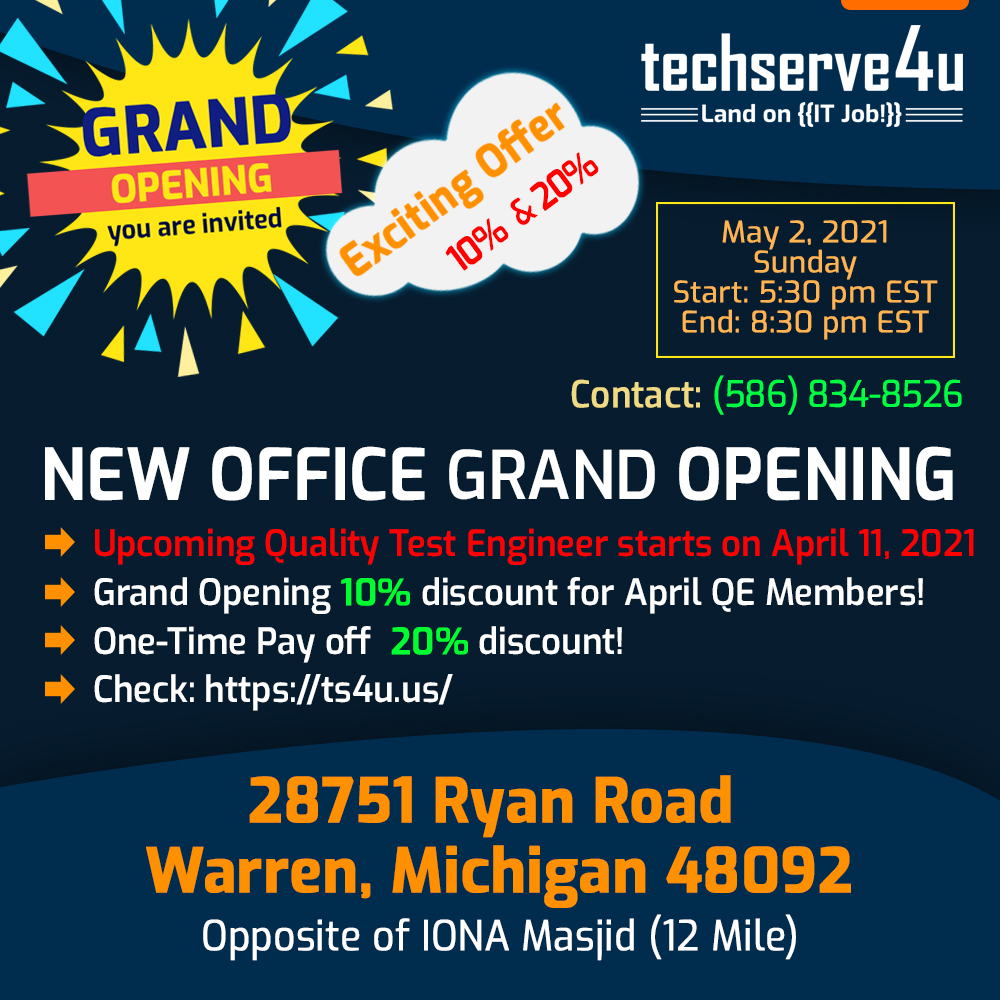 GRAND
OPENING
you are invited
Exciting Offer
10% & 20%
techserve4u
Land on {{IT Job!}}
May 2, 2021
Sunday
Start: 5:30 pm EST
End: 8:30 pm EST
Contact: (586) 834-8526
NEW OFFICE GRAND OPENING
Upcoming Quality Test Engineer starts on April 11, 2021
Grand Opening 10% discount for April QE Members!
One-Time Pay off 20% discount!
Check: https://ts4u.us/
28751 Ryan Road
Warren, Michigan 48092
Opposite of IONA Masjid (12 Mile)